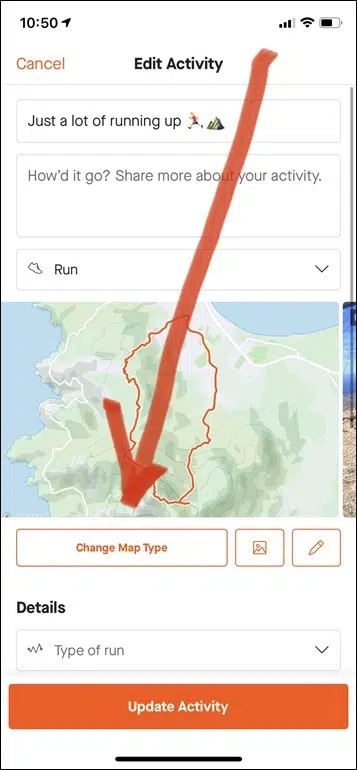 10:50
Cancel
Edit Activity
Just a lot of running up 🏃🏻‍♀️⛰️
How'd it go? Share more about your activity.
Run
Change Map Type
Details
Type of run
Update Activity